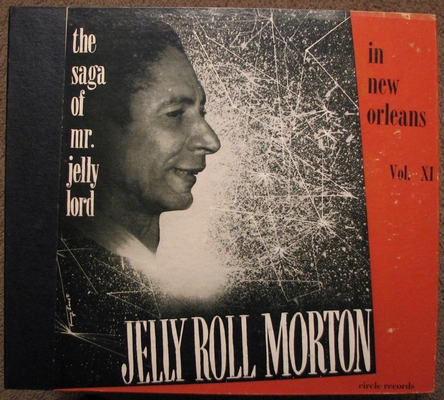 the
saga
of
mr.
jelly
lord
in
new
orleans
Vol. XI
JELLY ROLL MORTON
circle records